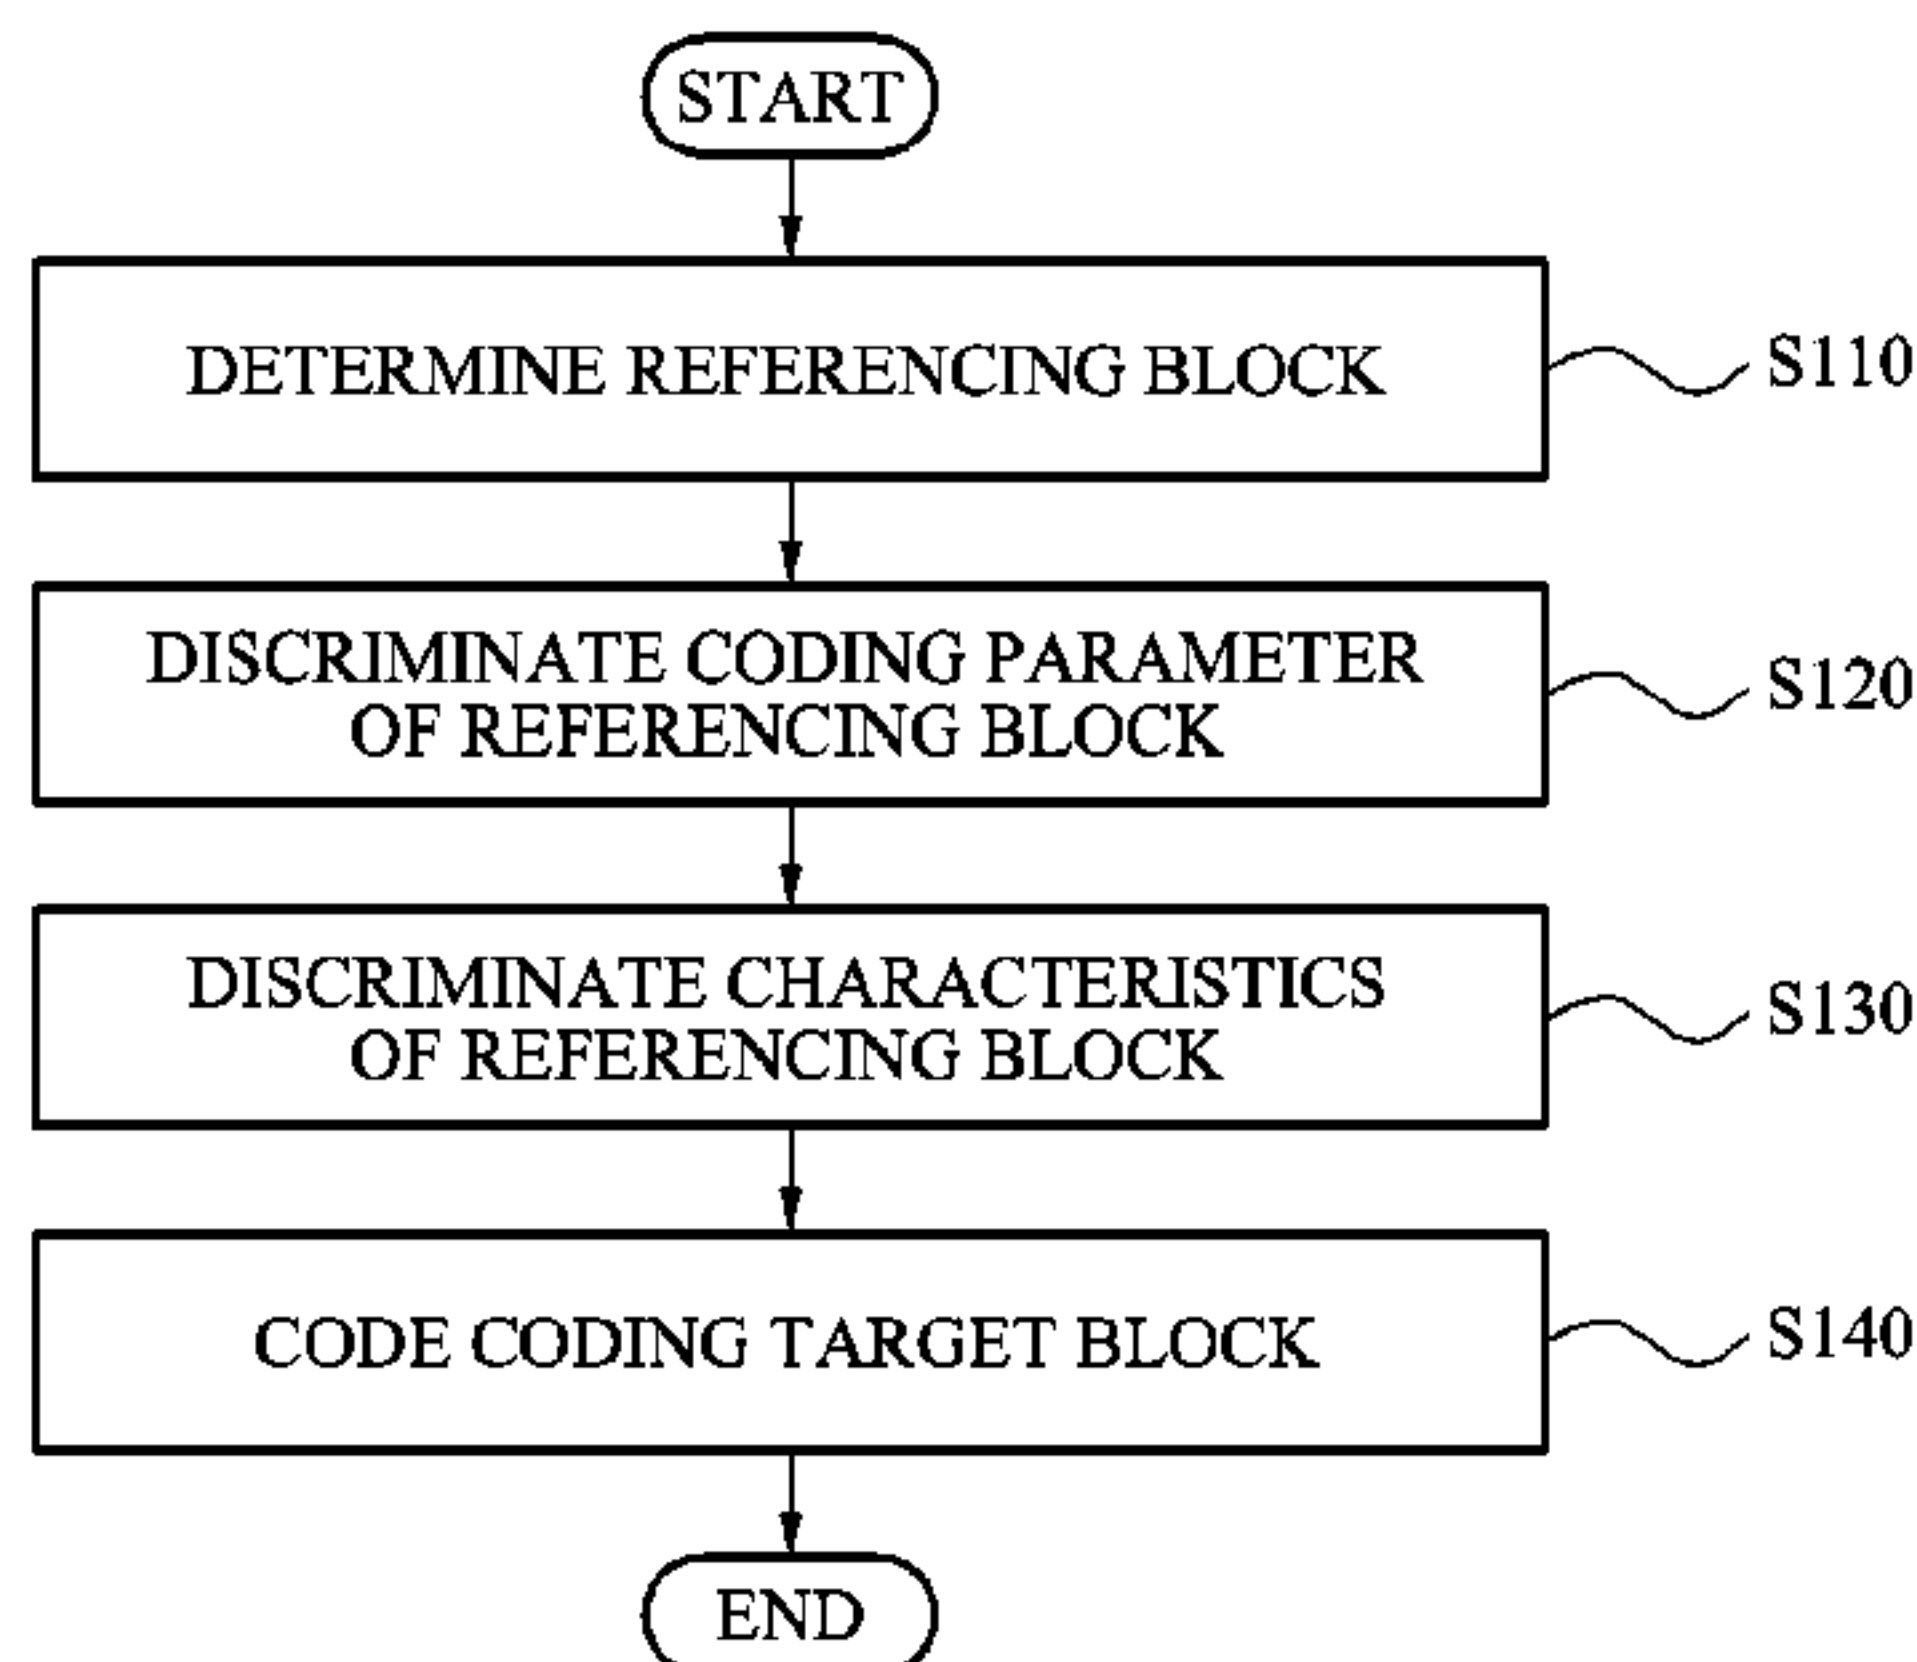 START
DETERMINE REFERENCING BLOCK
S110
DISCRIMINATE CODING PARAMETER
OF REFERENCING BLOCK
S120
DISCRIMINATE CHARACTERISTICS
OF REFERENCING BLOCK
S130
CODE CODING TARGET BLOCK
S140
END